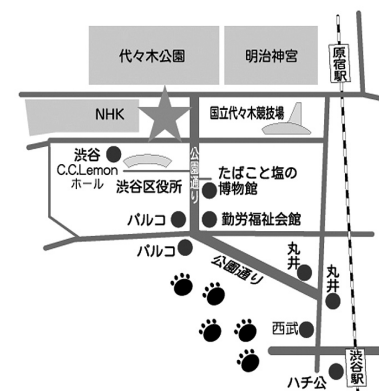 代々木公園
明治神宮
原宿駅
NHK
国立代々木競技場
渋谷
C.C.Lemon
ホール
渋谷区役所
公園通り
たばこと塩の
博物館
パルコ
勤労福祉会館
パルコ
公園通り
丸井
丸井
西武
渋谷駅
ハチ公